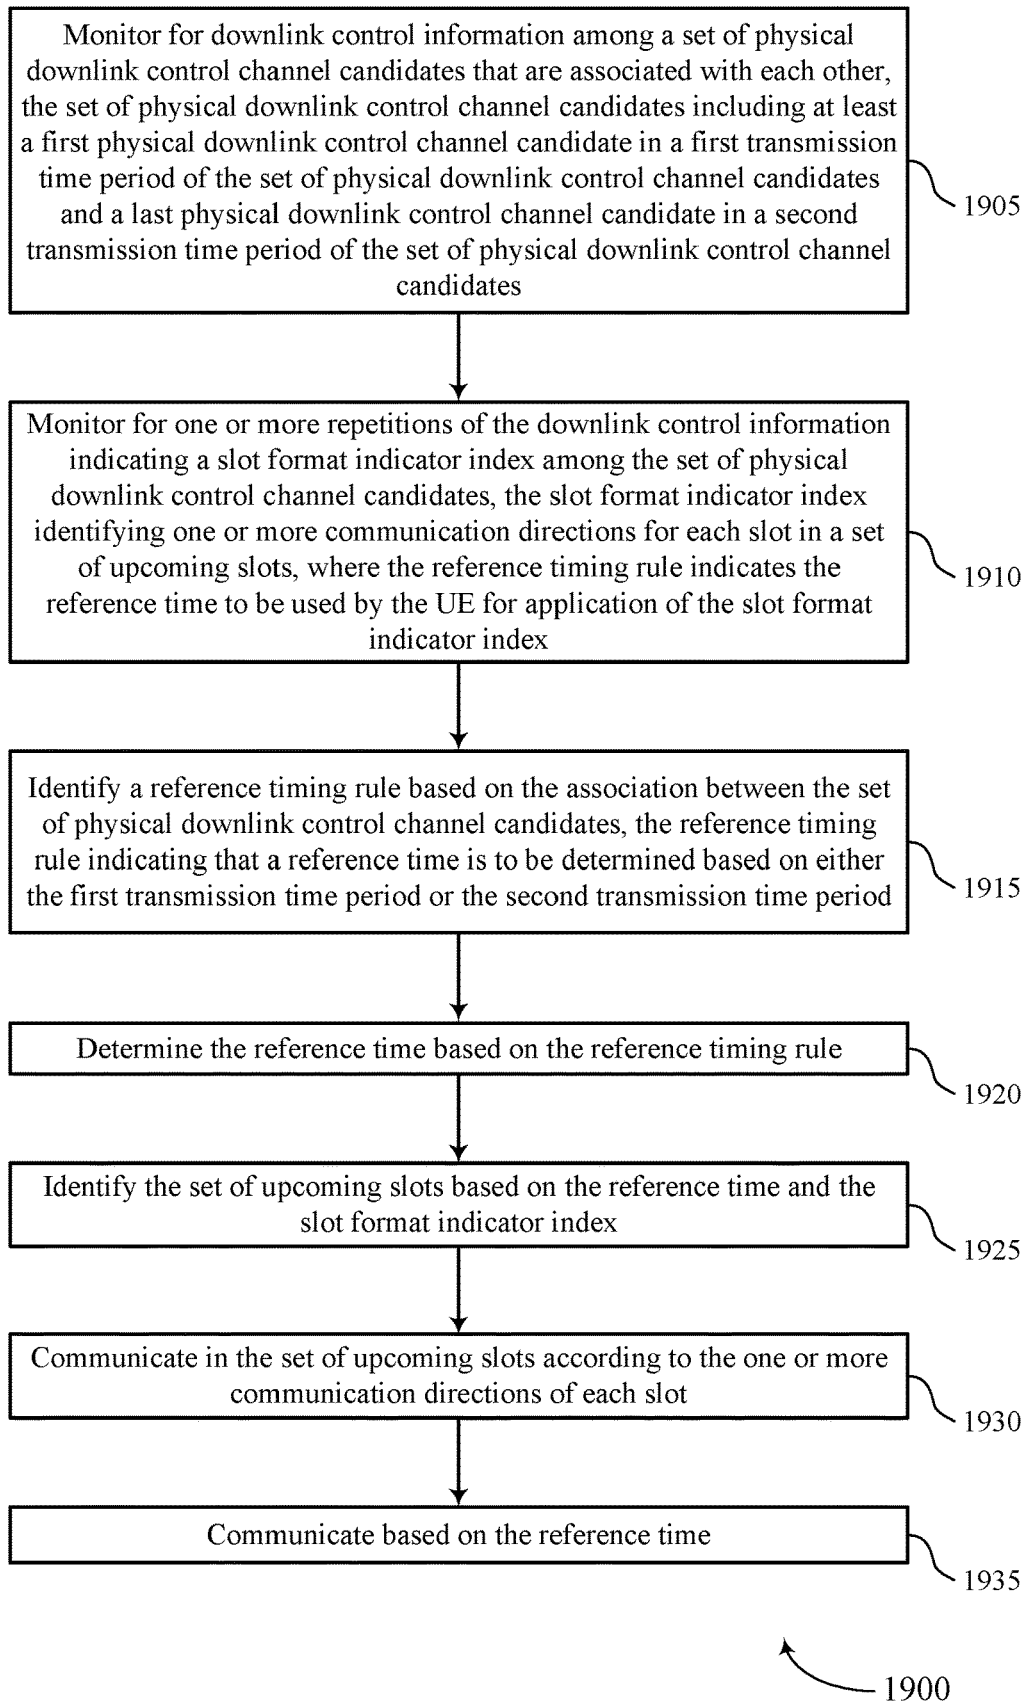 Monitor for downlink control information among a set of physical
downlink control channel candidates that are associated with each other,
the set of physical downlink control channel candidates including at least
a first physical downlink control channel candidate in a first transmission
time period of the set of physical downlink control channel candidates
and a last physical downlink control channel candidate in a second
transmission time period of the set of physical downlink control channel
candidates
1905
Monitor for one or more repetitions of the downlink control information
indicating a slot format indicator index among the set of physical
downlink control channel candidates, the slot format indicator index
identifying one or more communication directions for each slot in a set
of upcoming slots, where the reference timing rule indicates the
reference time to be used by the UE for application of the slot format
indicator index
1910
Identify a reference timing rule based on the association between the set
of physical downlink control channel candidates, the reference timing
rule indicating that a reference time is to be determined based on either
the first transmission time period or the second transmission time period
1915
Determine the reference time based on the reference timing rule
1920
Identify the set of upcoming slots based on the reference time and the
slot format indicator index
1925
Communicate in the set of upcoming slots according to the one or more
communication directions of each slot
1930
Communicate based on the reference time
1935
1900